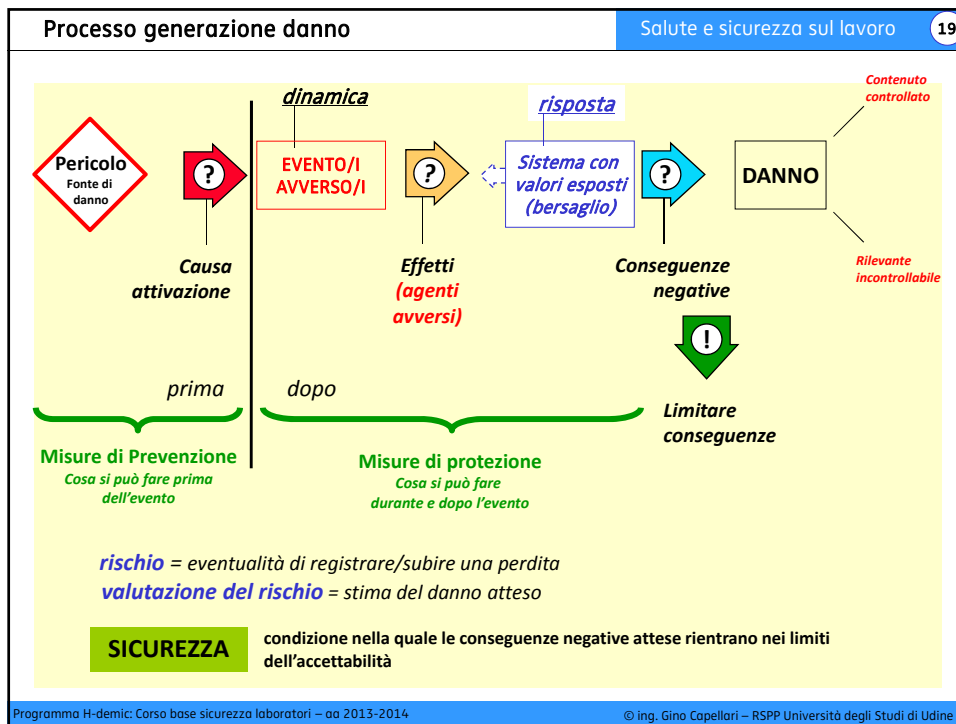 Processo generazione danno
Salute e sicurezza sul lavoro
19
Contenuto
controllato
dinamica
risposta
Pericolo
Fonte di
danno
?
EVENTO/I
AVVERSO/I
?
Sistema con
valori esposti
(bersaglio)
?
DANNO
Causa
attivazione
Effetti
(agenti
avversi)
Conseguenze
negative
Rilevante
incontrollabile
!
prima
dopo
Limitare
conseguenze
Misure di Prevenzione
Cosa si può fare prima
dell'evento
Misure di protezione
Cosa si può fare
durante e dopo l'evento
rischio = eventualità di registrare/subire una perdita
valutazione del rischio = stima del danno atteso
SICUREZZA
condizione nella quale le conseguenze negative attese rientrano nei limiti
dell'accettabilità
Programma H-demic: Corso base sicurezza laboratori – aa 2013-2014
© ing. Gino Capellari – RSPP Università degli Studi di Udine